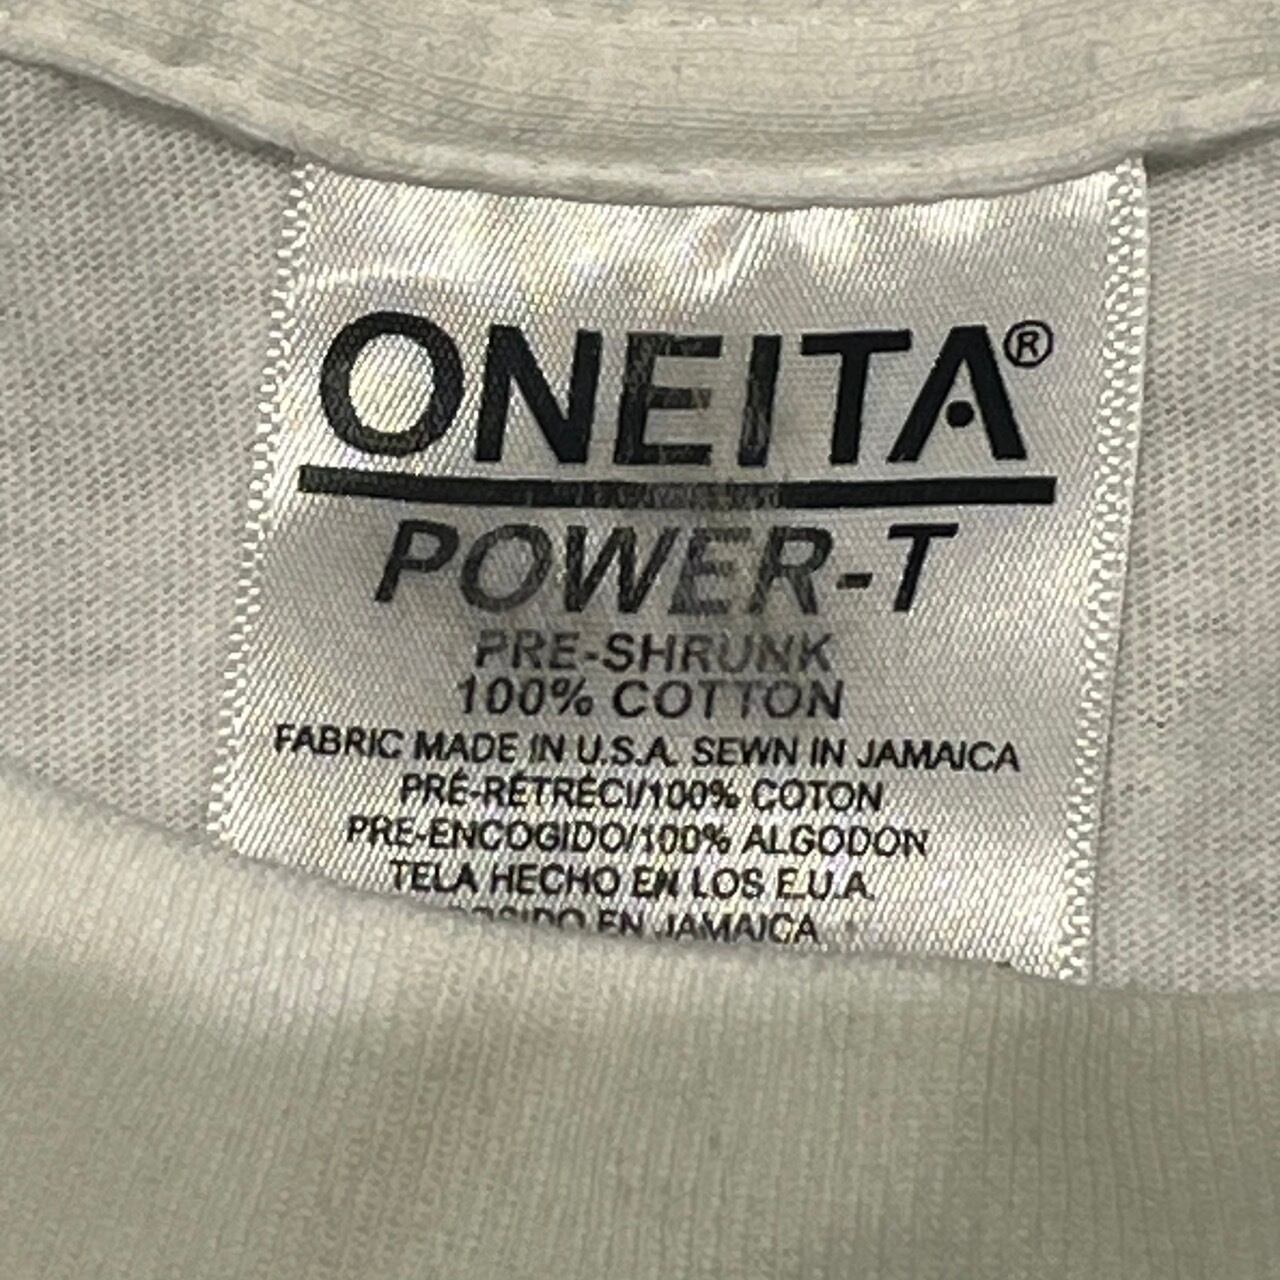 ONEITA®
POWER-T
PRE-SHRUNK
100% COTTON
FABRIC MADE IN U.S.A. SEWN IN JAMAICA
PRÉ-RÉTRÉCI/100% COTON
PRE-ENCOGIDO/100% ALGODON
TELA HECHO EN LOS E.U.A.
EN JAMAICA